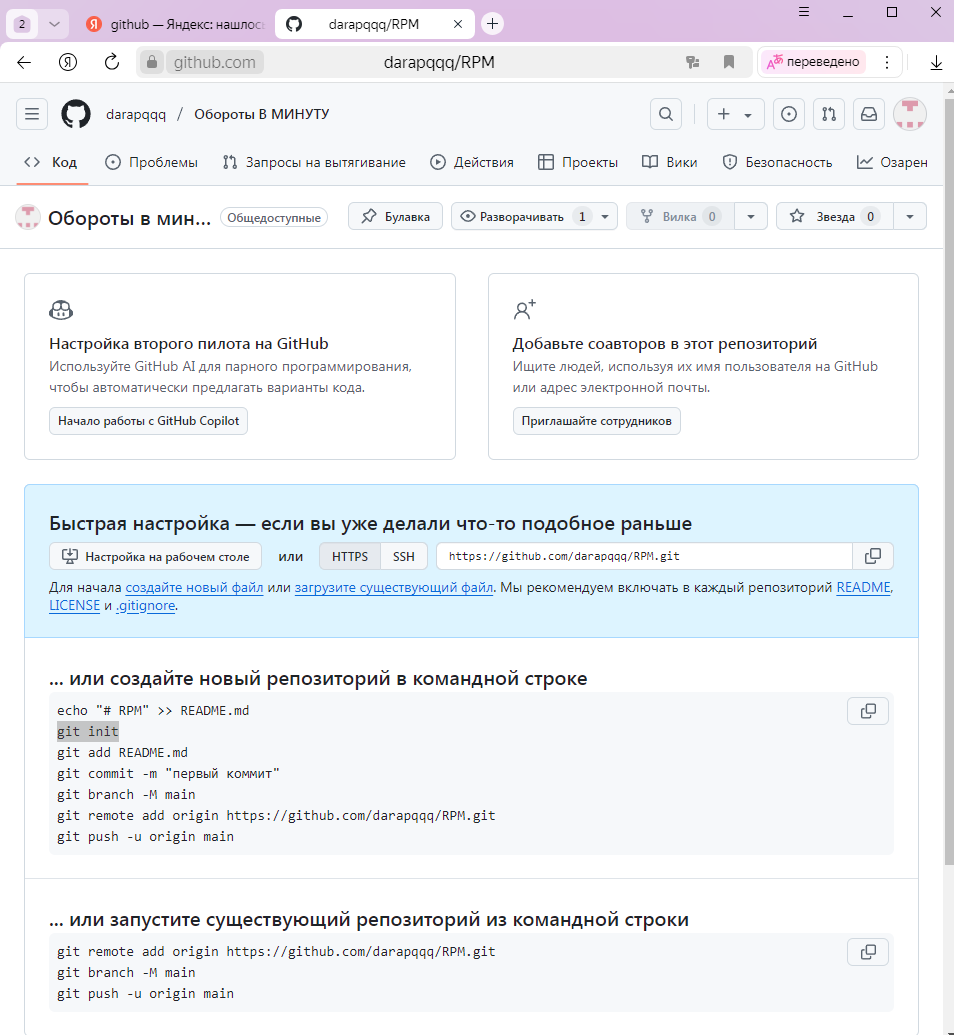 2
github — Яндекс: нашлось
darapqqq/RPM
github.com
darapqqq/RPM
переведено
darapqqq / Обороты В МИНУТУ
Код
Проблемы
Запросы на вытягивание
Действия
Проекты
Вики
Безопасность
Озарен
Обороты в мин...
Общедоступные
Булавка
Разворачивать 1
Вилка 0
Звезда 0
Настройка второго пилота на GitHub
Используйте GitHub AI для парного программирования,
чтобы автоматически предлагать варианты кода.
Начало работы с GitHub Copilot
Добавьте соавторов в этот репозиторий
Ищите людей, используя их имя пользователя на GitHub
или адрес электронной почты.
Приглашайте сотрудников
Быстрая настройка — если вы уже делали что-то подобное раньше
Настройка на рабочем столе
или
HTTPS
SSH
https://github.com/darapqqq/RPM.git
Для начала создайте новый файл или загрузите существующий файл. Мы рекомендуем включать в каждый репозиторий README,
LICENSE и .gitignore.
... или создайте новый репозиторий в командной строке
echo "# RPM" >> README.md
git init
git add README.md
git commit -m "первый коммит"
git branch -M main
git remote add origin https://github.com/darapqqq/RPM.git
git push -u origin main
... или запустите существующий репозиторий из командной строки
git remote add origin https://github.com/darapqqq/RPM.git
git branch -M main
git push -u origin main